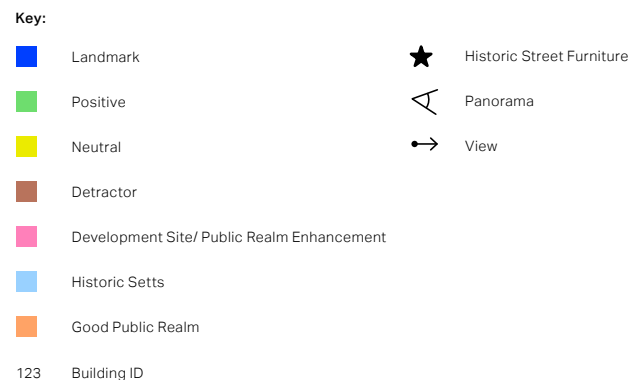 Key:
Landmark
Positive
Neutral
Detractor
Development Site/ Public Realm Enhancement
Historic Setts
Good Public Realm
123 Building ID
Historic Street Furniture
Panorama
View